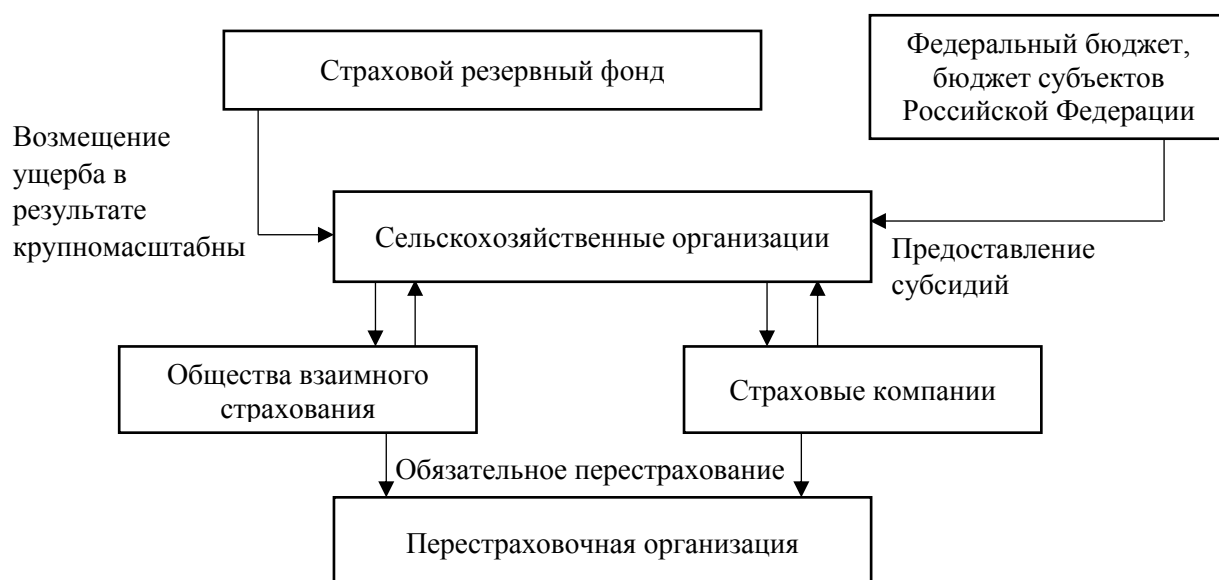 Страховой резервный фонд
Федеральный бюджет,
бюджет субъектов
Российской Федерации
Возмещение
ущерба в
результате
крупномасштабны
Сельскохозяйственные организации
Предоставление
субсидий
Общества взаимного
страхования
Страховые компании
Обязательное перестрахование
Перестраховочная организация